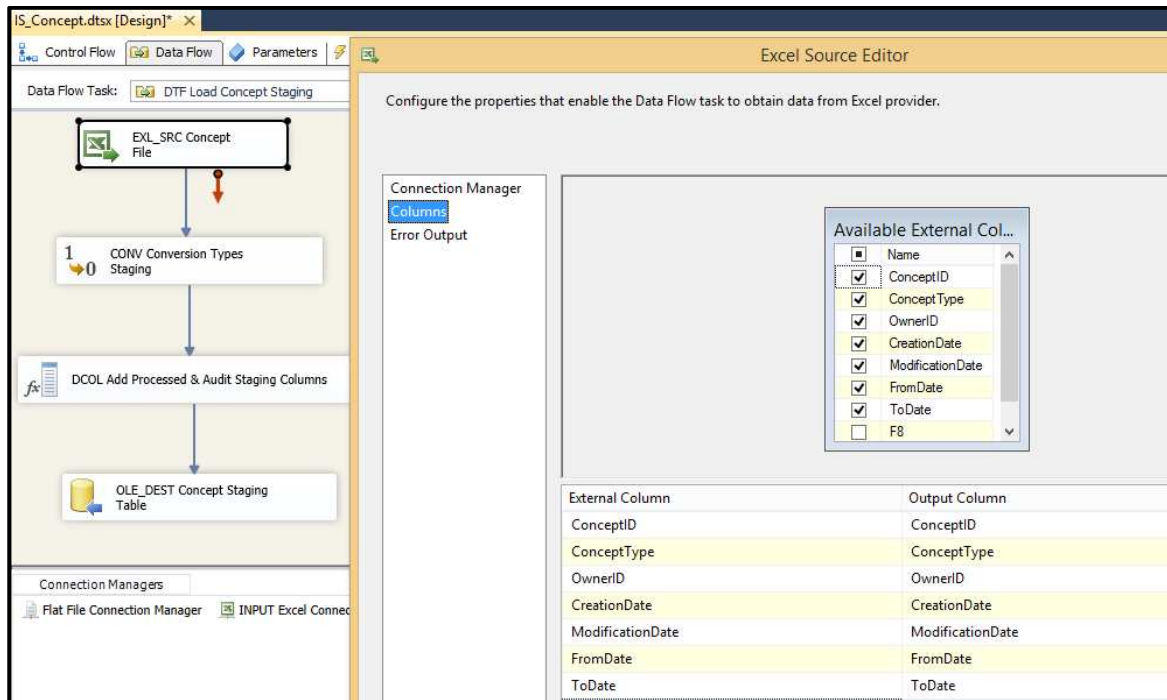 IS_Concept.dtsx [Design]*
Control Flow
Data Flow
Parameters
Data Flow Task:
DTF Load Concept Staging
EXL_SRC Concept
File
1
0
CONV Conversion Types
Staging
fx
DCOL Add Processed & Audit Staging Columns
OLE_DEST Concept Staging
Table
Connection Managers
Flat File Connection Manager
INPUT Excel Connec
Excel Source Editor
Configure the properties that enable the Data Flow task to obtain data from Excel provider.
Connection Manager
Columns
Error Output
Available External Col...
Name
ConceptID
ConceptType
OwnerID
CreationDate
ModificationDate
FromDate
ToDate
F8
External Column Output Column
ConceptID ConceptID
ConceptType ConceptType
OwnerID OwnerID
CreationDate CreationDate
ModificationDate ModificationDate
FromDate FromDate
ToDate ToDate